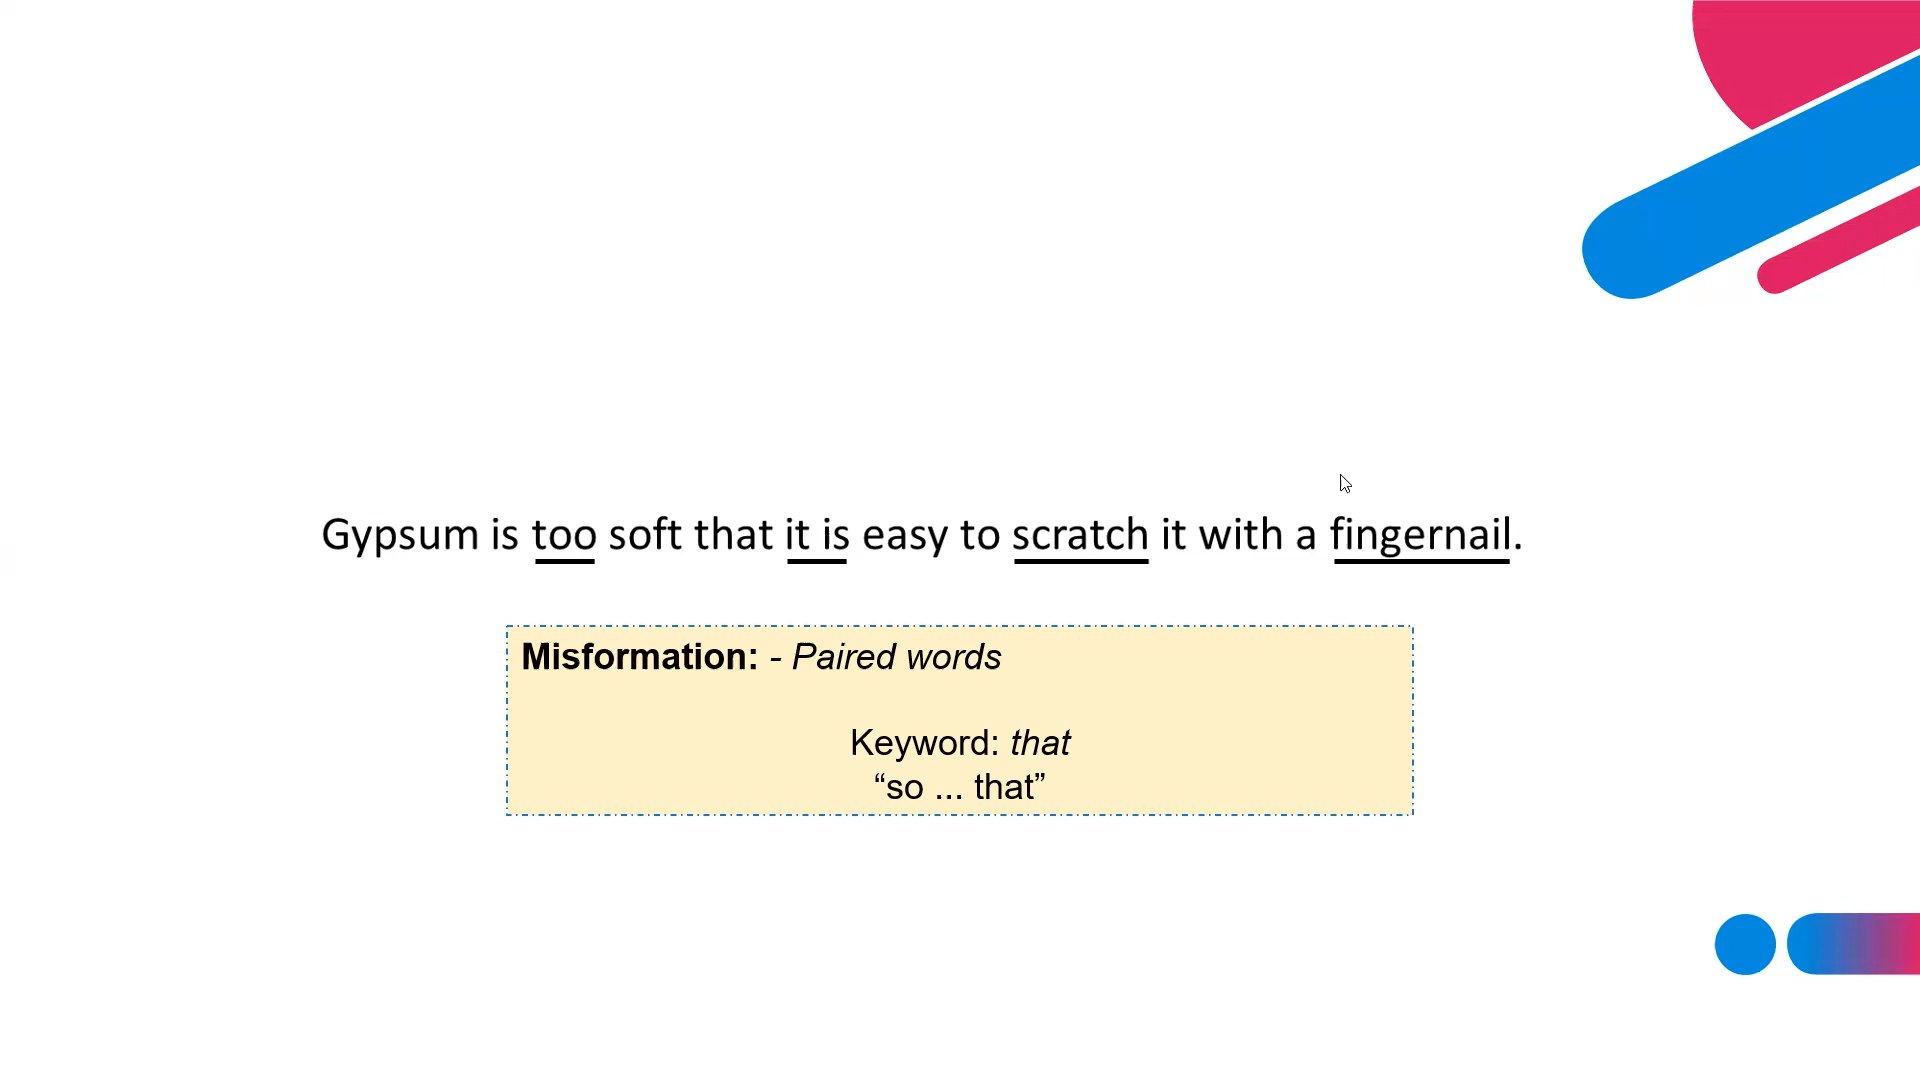 Gypsum is too soft that it is easy to scratch it with a fingernail.
Misformation: - Paired words
Keyword: that
“so ... that”